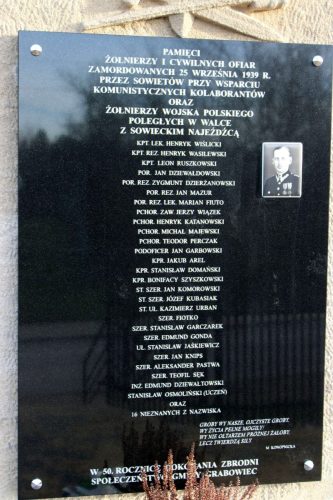 PAMIĘCI
ŻOŁNIERZY I CYWILNYCH OFIAR
ZAMORDOWANYCH 25 WRZEŚNIA 1939 R.
PRZEZ SOWIETÓW PRZY WSPARCIU
KOMUNISTYCZNYCH KOLABORANTÓW
ORAZ
ŻOŁNIERZY WOJSKA POLSKIEGO
POLEGŁYCH W WALCE
Z SOWIECKIM NAJEŹDŹCĄ
KPT. LEK. HENRYK WIŚLICKI
KPT. REZ. HENRYK WASILEWSKI
KPT. LEON RUSZKOWSKI
POR. JAN DZIEWALDOWSKI
POR. REZ. ZYGMUNT DZIERŻANOWSKI
POR. REZ. JAN MAZUR
POR. REZ. LEK. MARIAN FIUTO
PCHOR. ZAW. JERZY WIĄZEK
PCHOR. HENRYK KATANOWSKI
PCHOR. MICHAŁ MAJEWSKI
PCHOR. TEODOR PERCZAK
PODOFICER JAN GARBOWSKI
KPR. JAKUB AREL
KPR. STANISŁAW DOMAŃSKI
KPR. BONIFACY SZYSZKOWSKI
ST. SZER. JAN KOMOROWSKI
ST. SZER. JÓZEF KUBASIAK
ST. UŁ. KAZIMIERZ URBAN
SZER. FIOTKO
SZER. STANISŁAW GARCZAREK
SZER. EDMUND GONDA
UŁ. STANISŁAW JAŚKIEWICZ
SZER. JAN KNIPS
SZER. ALEKSANDER PASTWA
SZER. TEOFIL SĘK
INŻ. EDMUND DZIEWAŁTOWSKI
STANISŁAW OSMOLIŃSKI (UCZEŃ)
ORAZ
16 NIEZNANYCH Z NAZWISKA
GROBY WY NASZE, OJCZYSTE GROBY,
WY ŻYCIA PEŁNE MOGIŁY!
WY NIE OŁTARZEM PRÓŻNEJ ŻAŁOBY,
LECZ TWIERDZĄ SIŁY
M. KONOPNICKA
W 50. ROCZNICĘ DOKONANIA ZBRODNI
SPOŁECZEŃSTWO GMINY GRABOWIEC